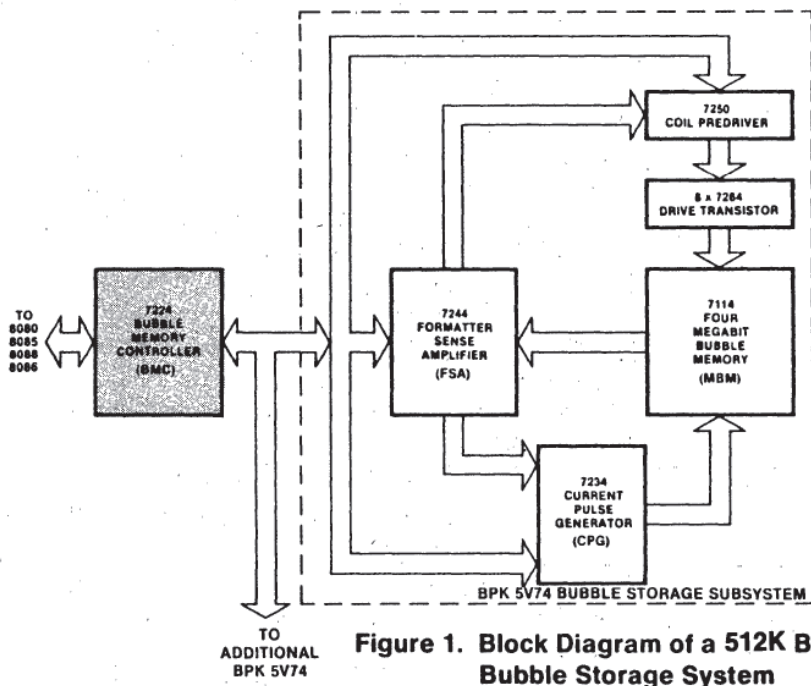 7250
COIL PREDRIVER
8 x 7264
DRIVE TRANSISTOR
TO
8080
8085
8088
8086
7224
BUBBLE
MEMORY
CONTROLLER
(BMC)
7244
FORMATTER
SENSE
AMPLIFIER
(FSA)
7114
FOUR
MEGABIT
BUBBLE
MEMORY
(MBM)
7234
CURRENT
PULSE
GENERATOR
(CPG)
BPK 5V74 BUBBLE STORAGE SUBSYSTEM
TO
ADDITIONAL
BPK 5V74
Figure 1. Block Diagram of a 512K B
Bubble Storage System